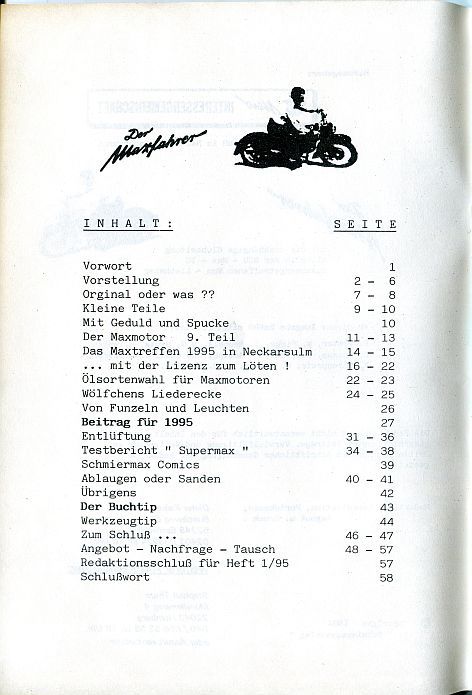 Der
Maxfahrer
INHALT: SEITE
Vorwort 1
Vorstellung 2 - 6
Orginal oder was ?? 7 - 8
Kleine Teile 9 - 10
Mit Geduld und Spucke 10
Der Maxmotor 9. Teil 11 - 13
Das Maxtreffen 1995 in Neckarsulm 14 - 15
... mit der Lizenz zum Löten ! 16 - 22
Ölsortenwahl für Maxmotoren 22 - 23
Wölfchens Liederecke 24 - 25
Von Funzeln und Leuchten 26
Beitrag für 1995 27
Entlüftung 31 - 36
Testbericht " Supermax " 34 - 38
Schmiermax Comics 39
Ablaugen oder Sanden 40 - 41
Übrigens 42
Der Buchtip 43
Werkzeugtip 44
Zum Schluß ... 46 - 47
Angebot - Nachfrage - Tausch 48 - 57
Redaktionsschluß für Heft 1/95 57
Schlußwort 58